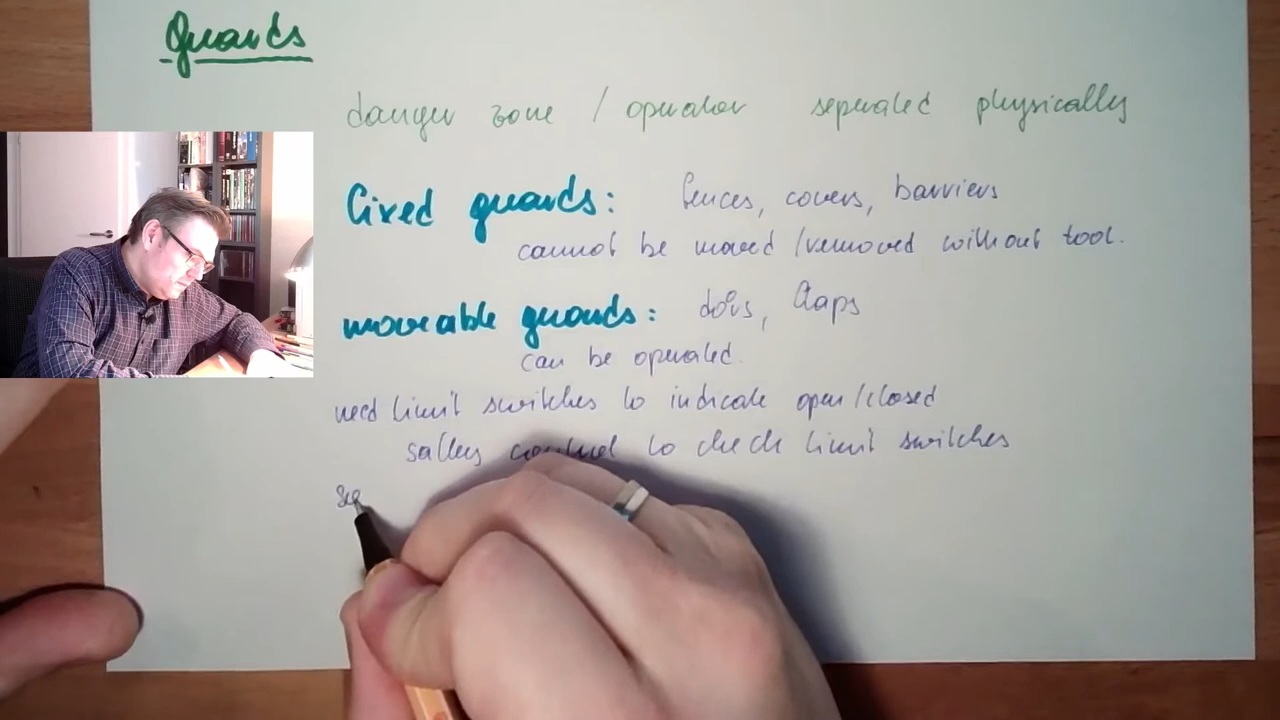 Guards
danger zone / operator seperated physically
fixed guards: fences, covers, barriers
cannot be moved / removed without tool.
moveable guards: doors, flaps
can be operated.
need limit switches to indicate open / closed
safety control to check limit switches